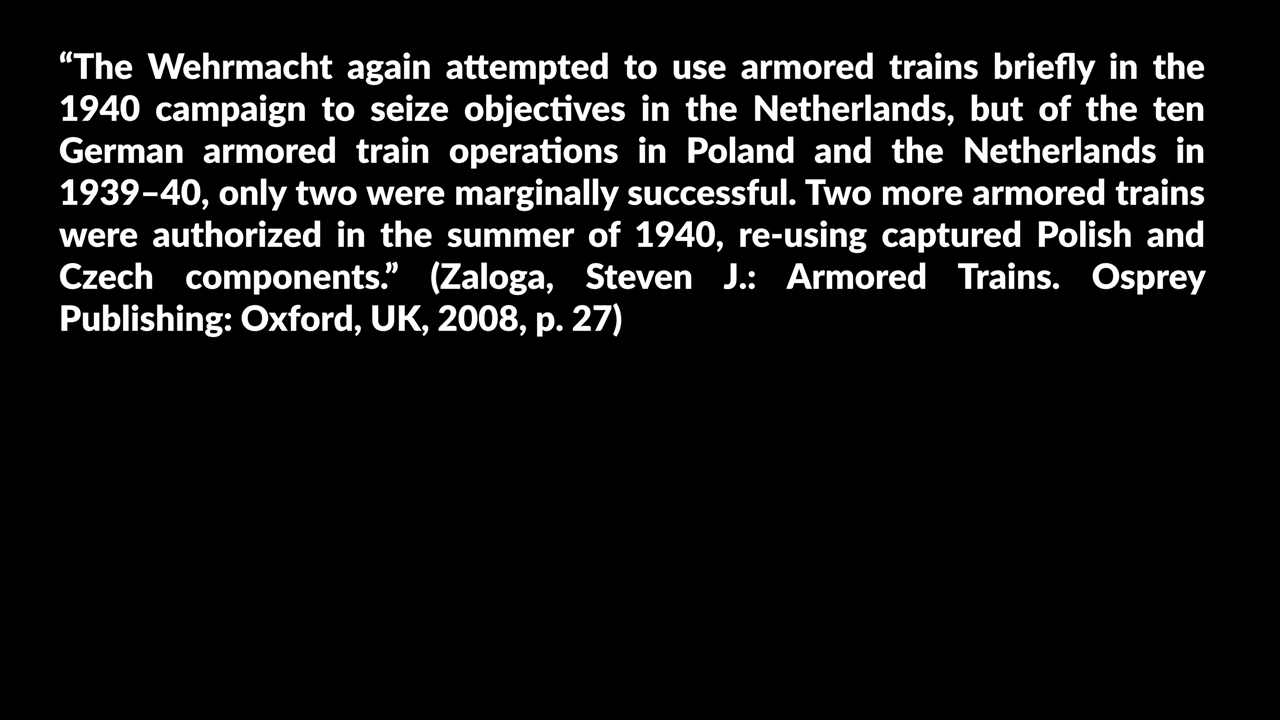 “The Wehrmacht again attempted to use armored trains briefly in the
1940 campaign to seize objectives in the Netherlands, but of the ten
German armored train operations in Poland and the Netherlands in
1939–40, only two were marginally successful. Two more armored trains
were authorized in the summer of 1940, re-using captured Polish and
Czech components.” (Zaloga, Steven J.: Armored Trains. Osprey
Publishing: Oxford, UK, 2008, p. 27)